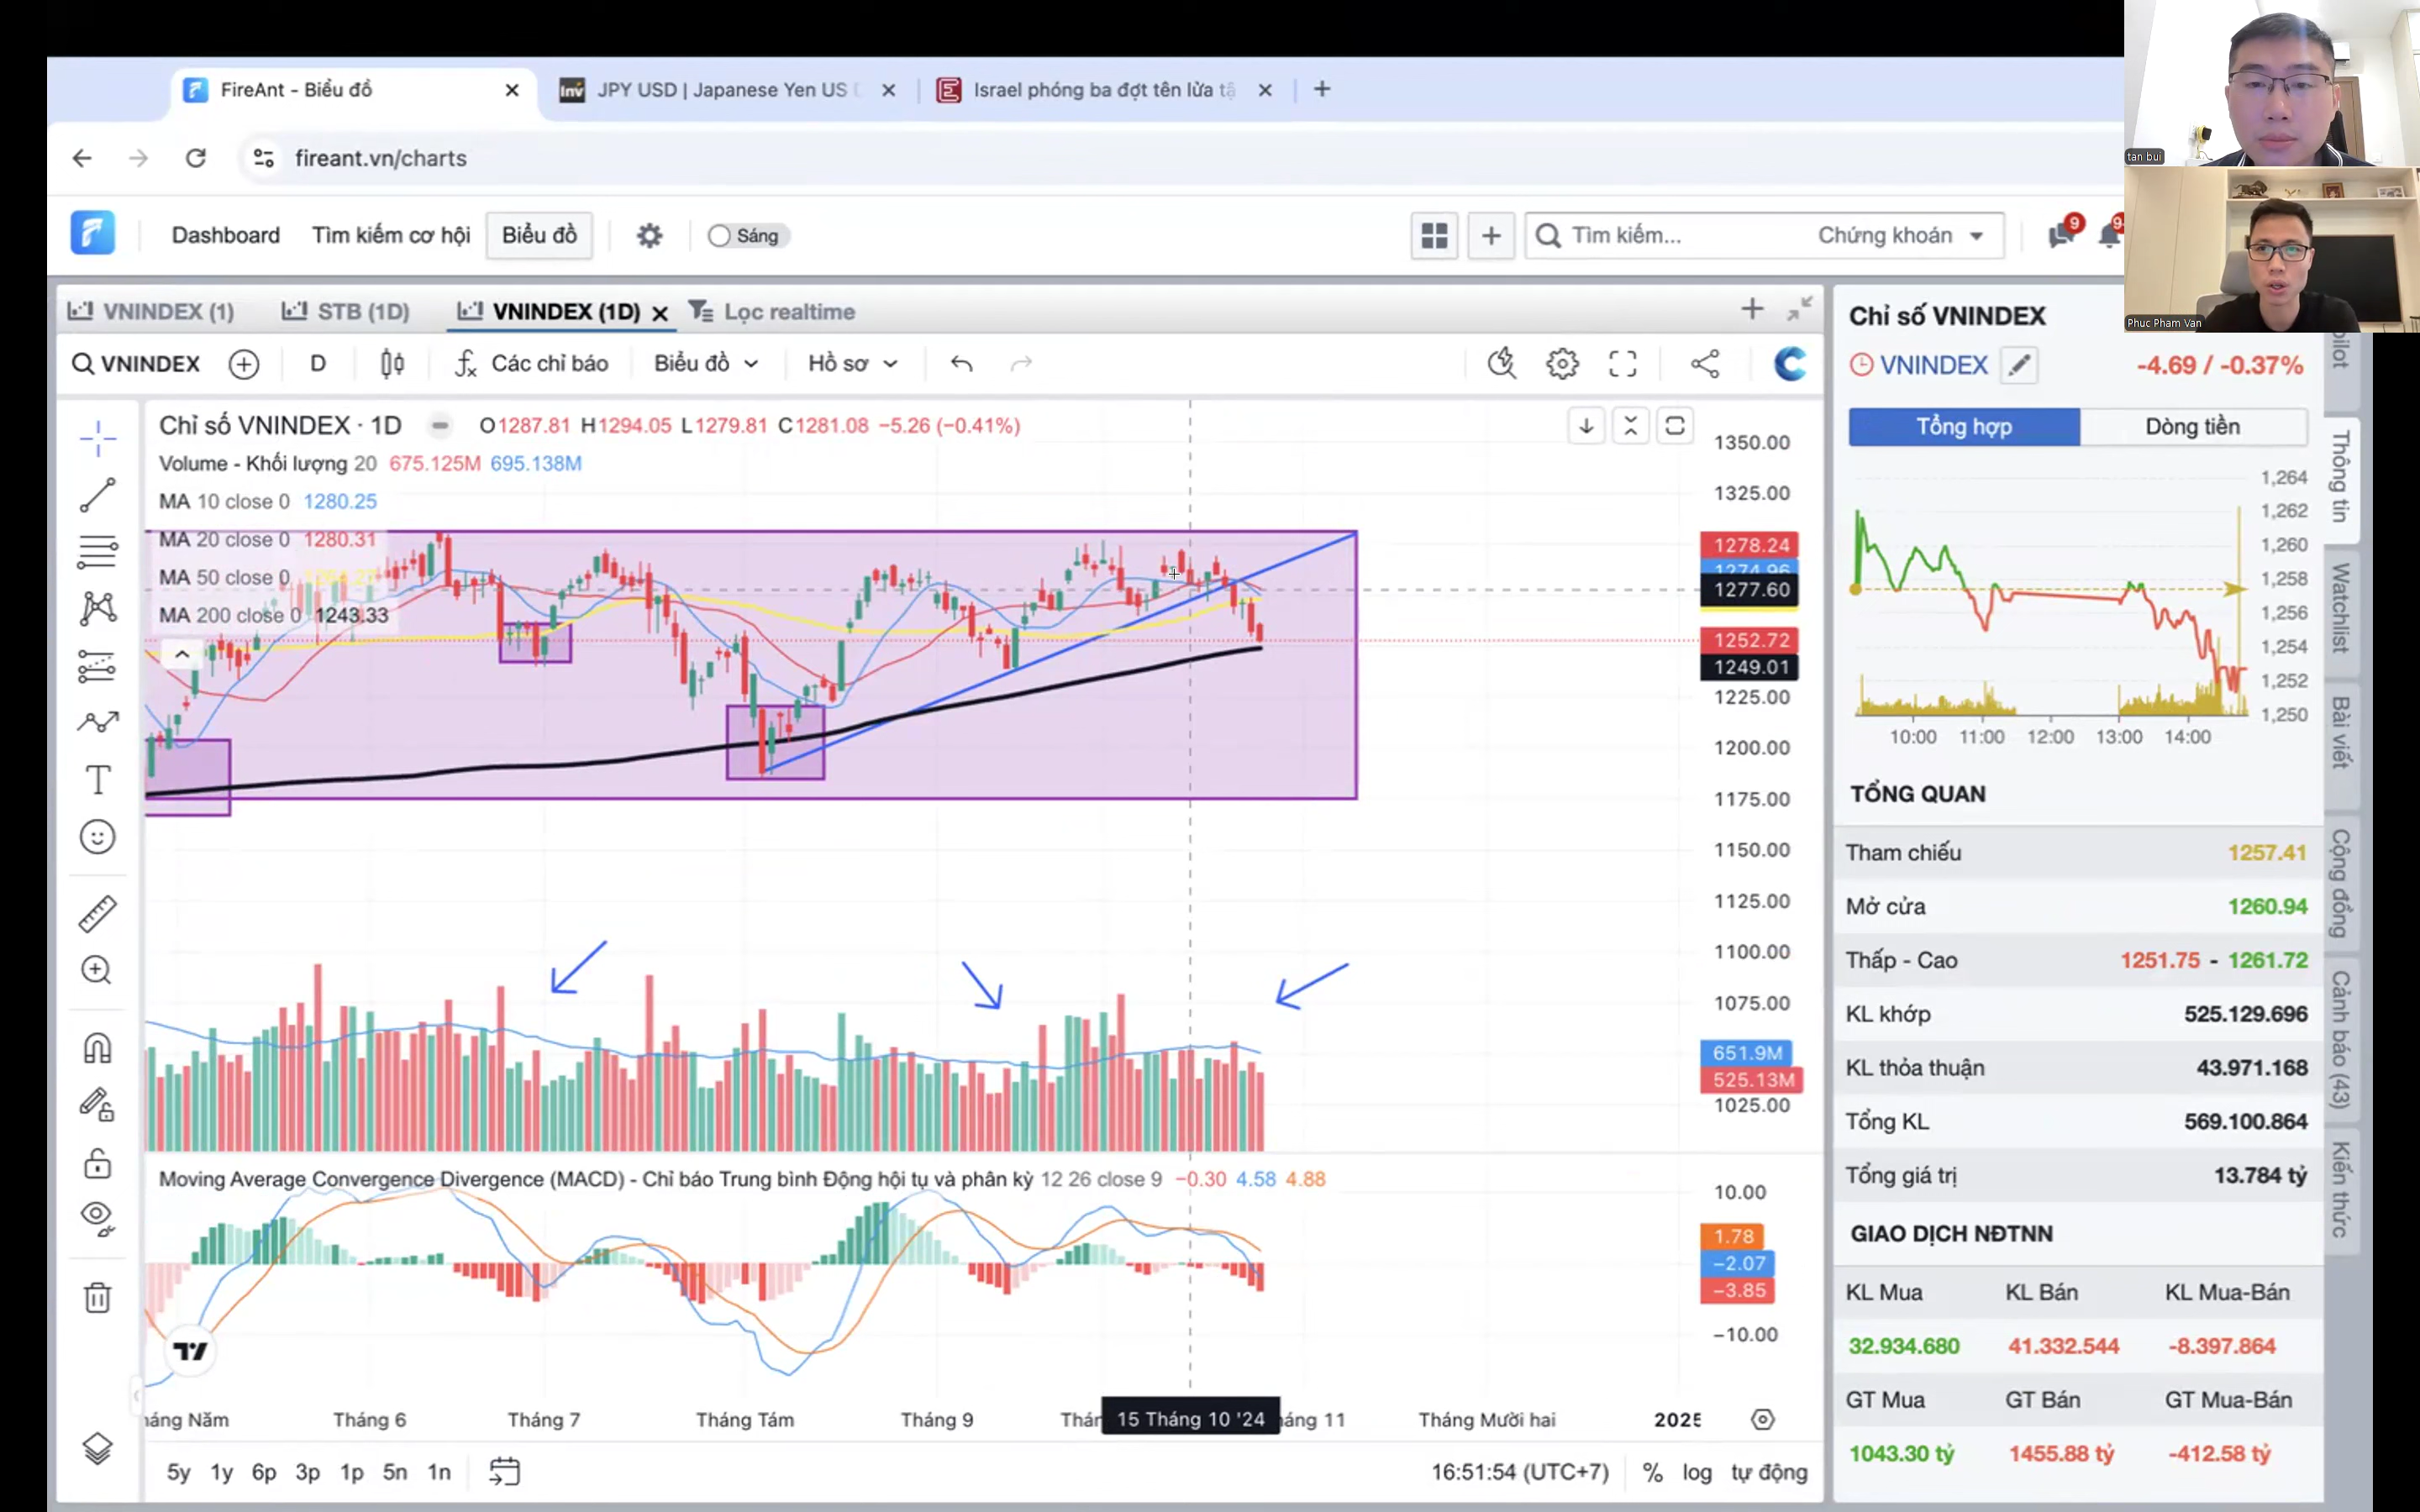 FireAnt - Biểu đồ
JPY USD | Japanese Yen US
Israel phóng ba đợt tên lửa
fireant.vn/charts
Dashboard
Tìm kiếm cơ hội
Biểu đồ
Sáng
Tìm kiếm...
Chứng khoán
9
9
tan bui
Phuc Pham Van
VNINDEX (1)
STB (1D)
VNINDEX (1D)
Lọc realtime
VNINDEX
D
Các chỉ báo
Biểu đồ
Hồ sơ
Chỉ số VNINDEX · 1D
O1287.81 H1294.05 L1279.81 C1281.08 −5.26 (−0.41%)
Volume - Khối lượng 20 675.125M 695.138M
MA 10 close 0 1280.25
MA 20 close 0 1280.31
MA 50 close 0
MA 200 close 0 1243.33
1350.00
1325.00
1278.24
1274.96
1277.60
1252.72
1249.01
1225.00
1200.00
1175.00
1150.00
1125.00
1100.00
1075.00
651.9M
525.13M
1025.00
Moving Average Convergence Divergence (MACD) - Chỉ báo Trung bình Động hội tụ và phân kỳ 12 26 close 9 −0.30 4.58 4.88
10.00
1.78
−2.07
−3.85
−10.00
Tháng 6
Tháng 7
Tháng Tám
Tháng 9
15 Tháng 10 '24
Tháng Mười hai
2025
5y 1y 6p 3p 1p 5n 1n
16:51:54 (UTC+7)
% log tự động
Chỉ số VNINDEX
VNINDEX
-4.69 / -0.37%
Tổng hợp
Dòng tiền
1,264
1,262
1,260
1,258
1,256
1,254
1,252
1,250
10:00 11:00 12:00 13:00 14:00
TỔNG QUAN
Tham chiếu 1257.41
Mở cửa 1260.94
Thấp - Cao 1251.75 - 1261.72
KL khớp 525.129.696
KL thỏa thuận 43.971.168
Tổng KL 569.100.864
Tổng giá trị 13.784 tỷ
GIAO DỊCH NĐTNN
KL Mua KL Bán KL Mua-Bán
32.934.680 41.332.544 -8.397.864
GT Mua GT Bán GT Mua-Bán
1043.30 tỷ 1455.88 tỷ -412.58 tỷ
Thông tin
Watchlist
Bài viết
Cộng đồng
Cảnh báo (43)
Kiến thức